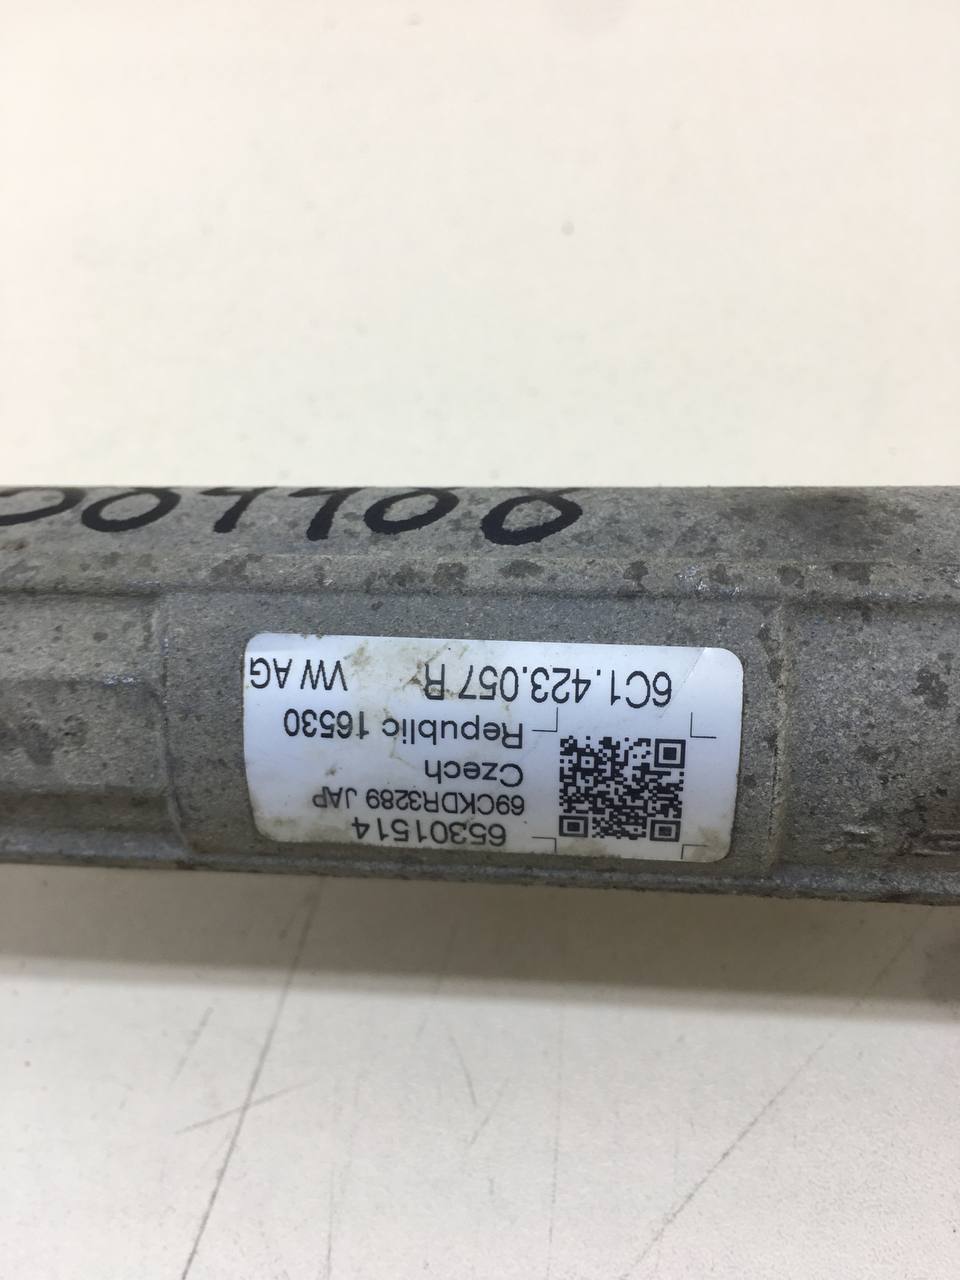 65301514
69CKDR3289 JAP
Czech
Republic 16530
6C1.423.057 R VW AG